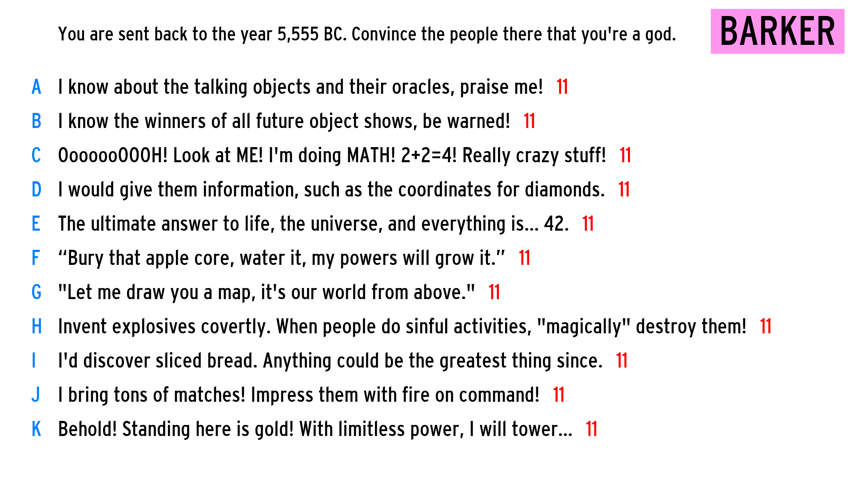 You are sent back to the year 5,555 BC. Convince the people there that you're a god.
BARKER
A I know about the talking objects and their oracles, praise me! 11
B I know the winners of all future object shows, be warned! 11
C OoooooOOOH! Look at ME! I'm doing MATH! 2+2=4! Really crazy stuff! 11
D I would give them information, such as the coordinates for diamonds. 11
E The ultimate answer to life, the universe, and everything is... 42. 11
F “Bury that apple core, water it, my powers will grow it.” 11
G "Let me draw you a map, it's our world from above." 11
H Invent explosives covertly. When people do sinful activities, "magically" destroy them! 11
I I'd discover sliced bread. Anything could be the greatest thing since. 11
J I bring tons of matches! Impress them with fire on command! 11
K Behold! Standing here is gold! With limitless power, I will tower... 11